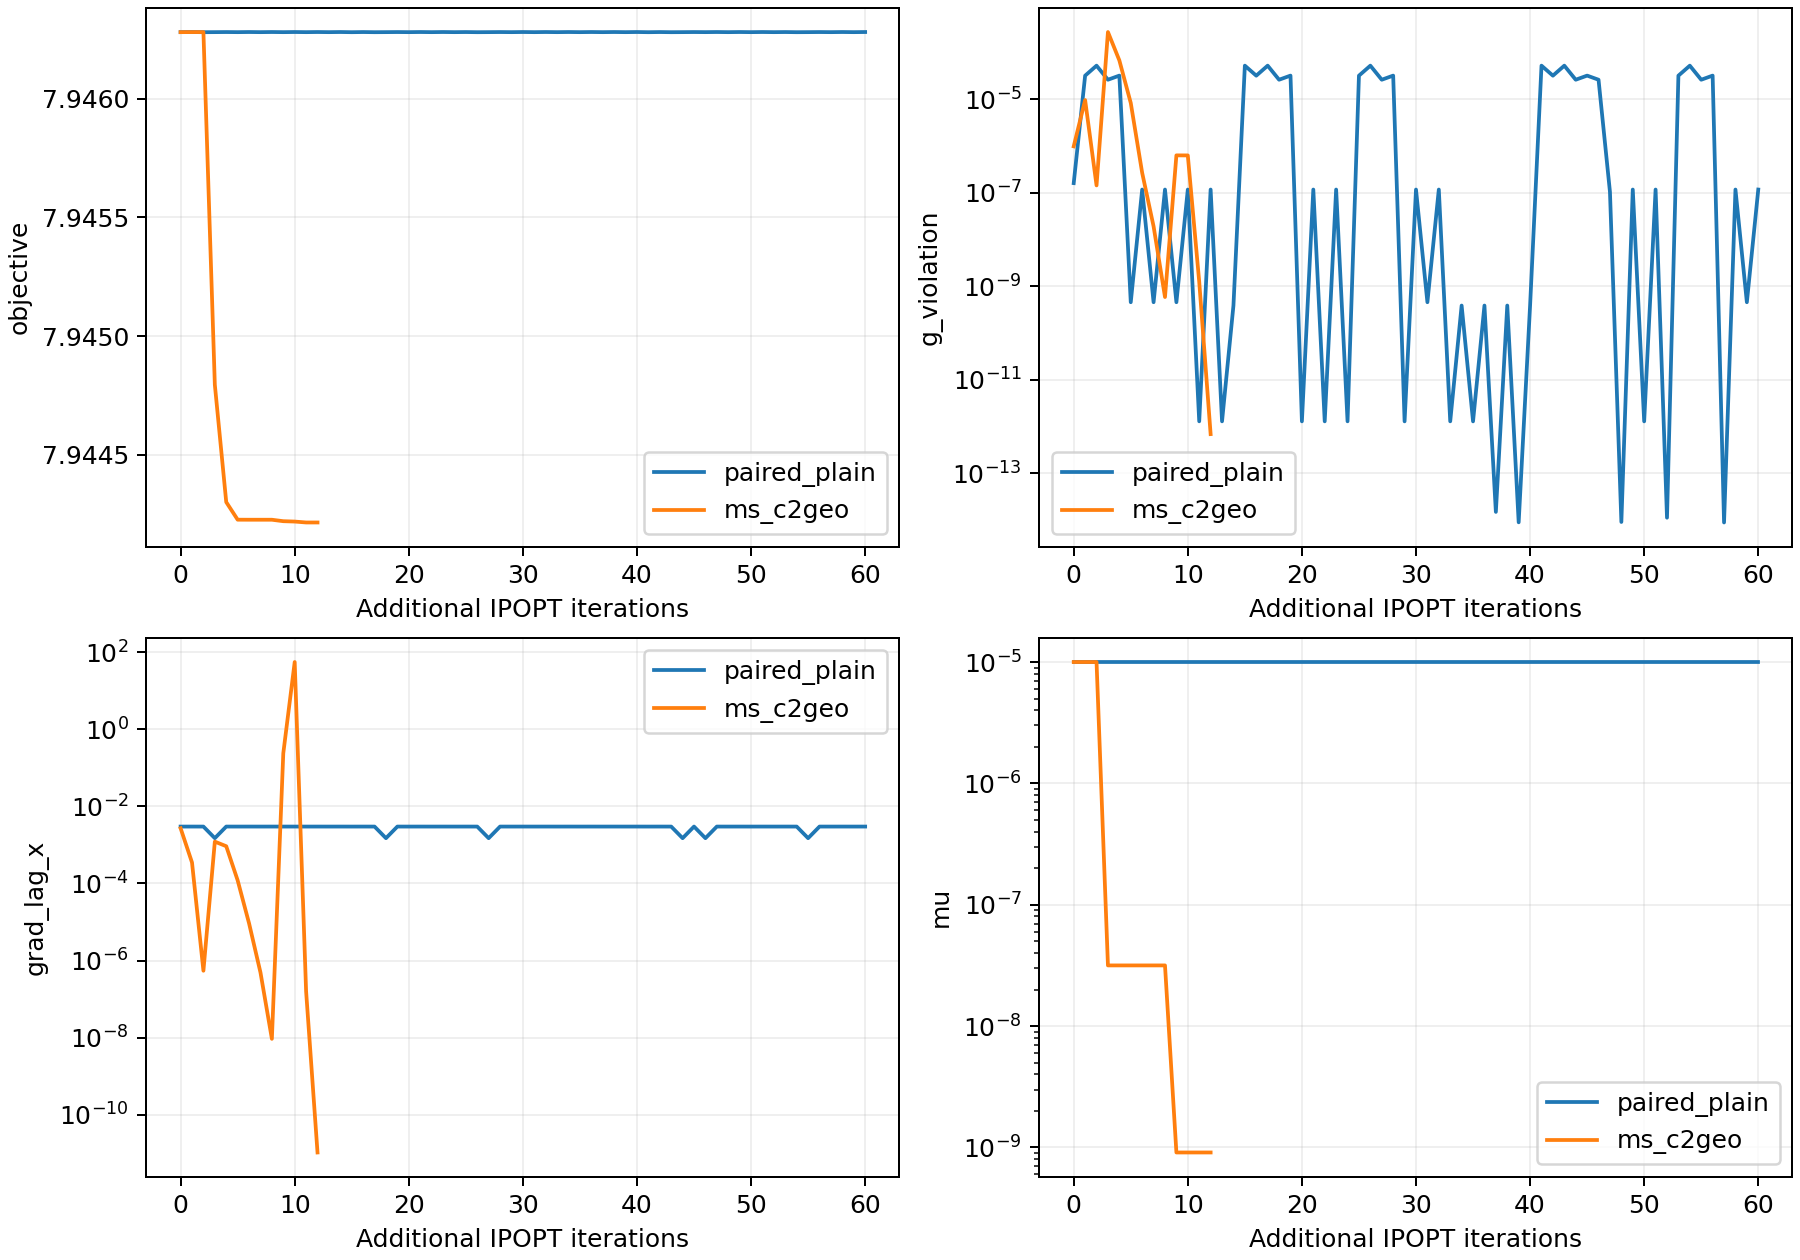 objective
7.9460
7.9455
7.9450
7.9445
0 10 20 30 40 50 60
Additional IPOPT iterations
paired_plain
ms_c2geo
g_violation
10⁻⁵
10⁻⁷
10⁻⁹
10⁻¹¹
10⁻¹³
0 10 20 30 40 50 60
Additional IPOPT iterations
paired_plain
ms_c2geo
grad_lag_x
10²
10⁰
10⁻²
10⁻⁴
10⁻⁶
10⁻⁸
10⁻¹⁰
0 10 20 30 40 50 60
Additional IPOPT iterations
paired_plain
ms_c2geo
mu
10⁻⁵
10⁻⁶
10⁻⁷
10⁻⁸
10⁻⁹
0 10 20 30 40 50 60
Additional IPOPT iterations
paired_plain
ms_c2geo